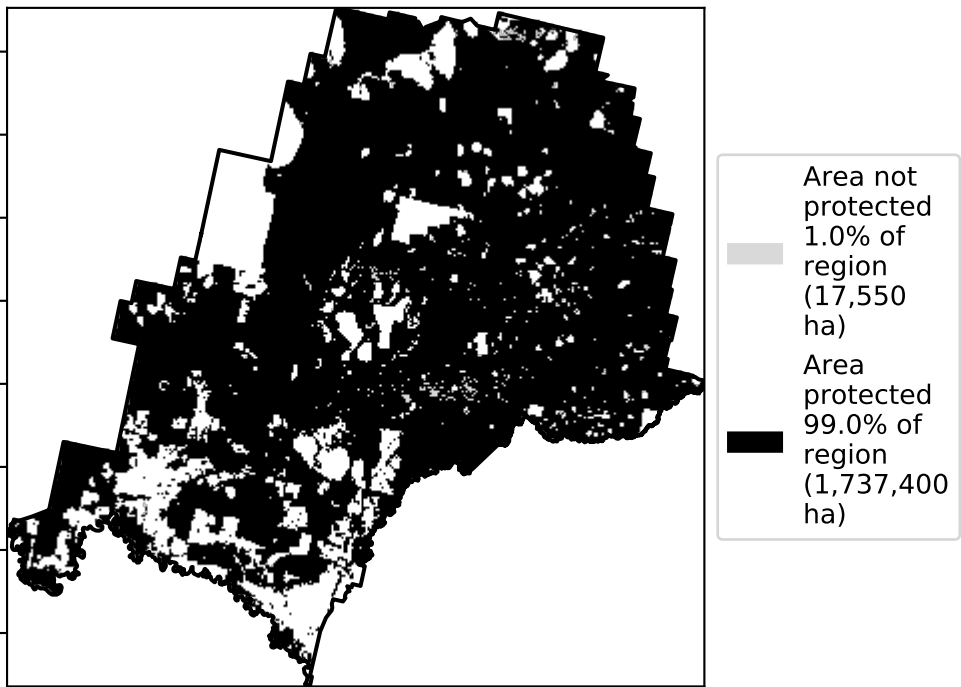 Area not
protected
1.0% of
region
(17,550
ha)
Area
protected
99.0% of
region
(1,737,400
ha)